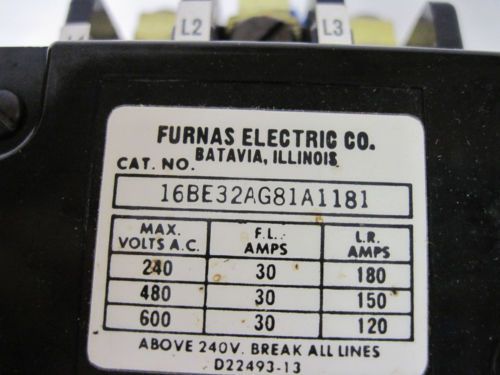 L2 L3
FURNAS ELECTRIC CO.
BATAVIA, ILLINOIS
CAT. NO.
16BE32AG81A1181
MAX. VOLTS A.C. F.L. AMPS L.R. AMPS
240 30 180
480 30 150
600 30 120
ABOVE 240V. BREAK ALL LINES
D22493-13